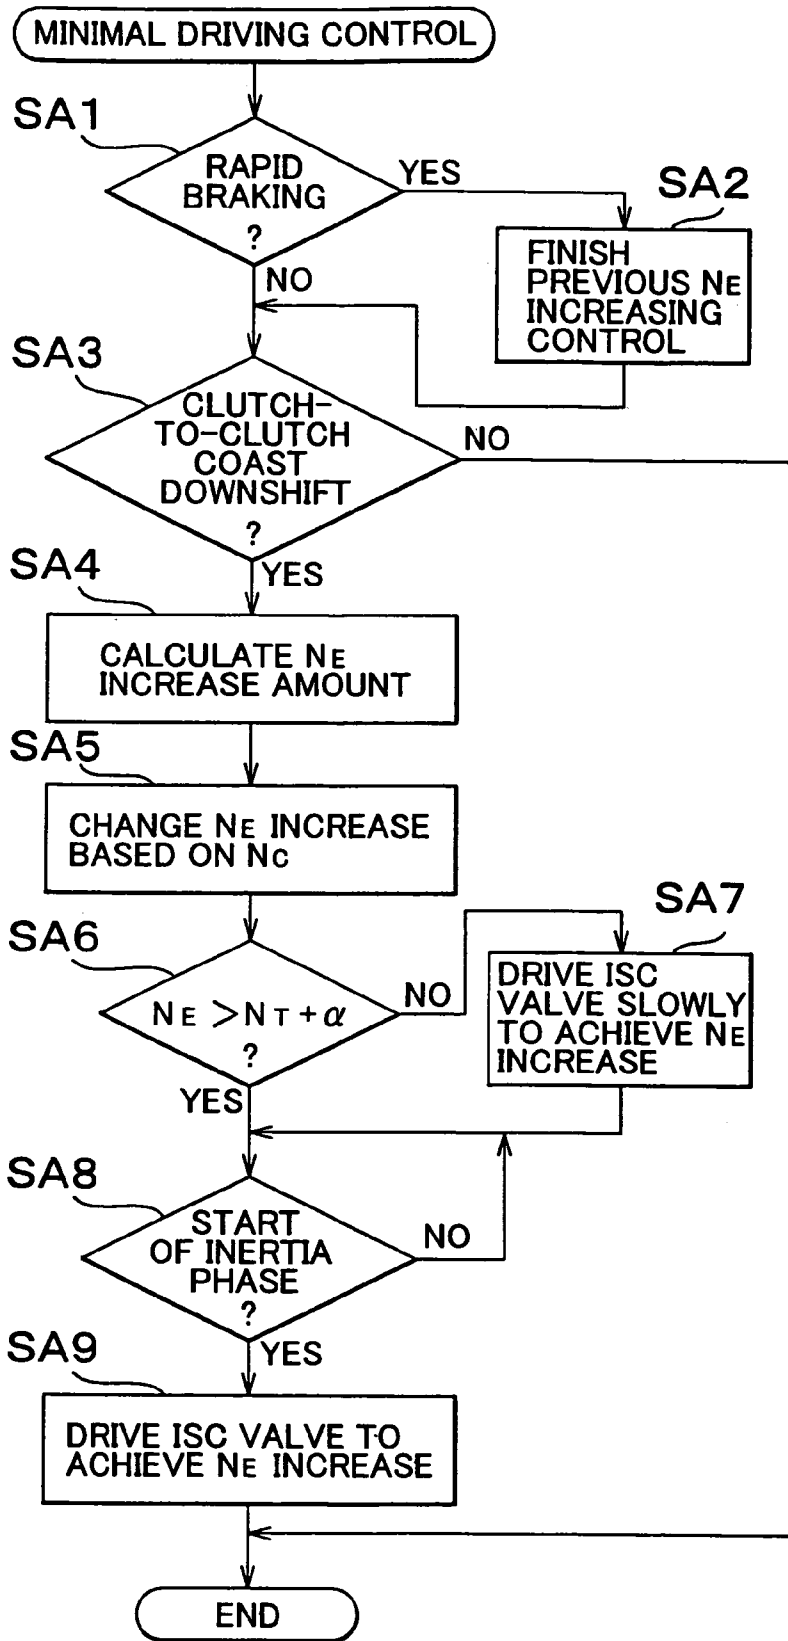 MINIMAL DRIVING CONTROL
SA1
RAPID
BRAKING
?
YES
NO
SA2
FINISH
PREVIOUS NE
INCREASING
CONTROL
SA3
CLUTCH-
TO-CLUTCH
COAST
DOWNSHIFT
?
NO
YES
SA4
CALCULATE NE
INCREASE AMOUNT
SA5
CHANGE NE INCREASE
BASED ON NC
SA6
NE >NT+α
?
NO
YES
SA7
DRIVE ISC
VALVE SLOWLY
TO ACHIEVE NE
INCREASE
SA8
START
OF INERTIA
PHASE
?
NO
YES
SA9
DRIVE ISC VALVE TO
ACHIEVE NE INCREASE
END